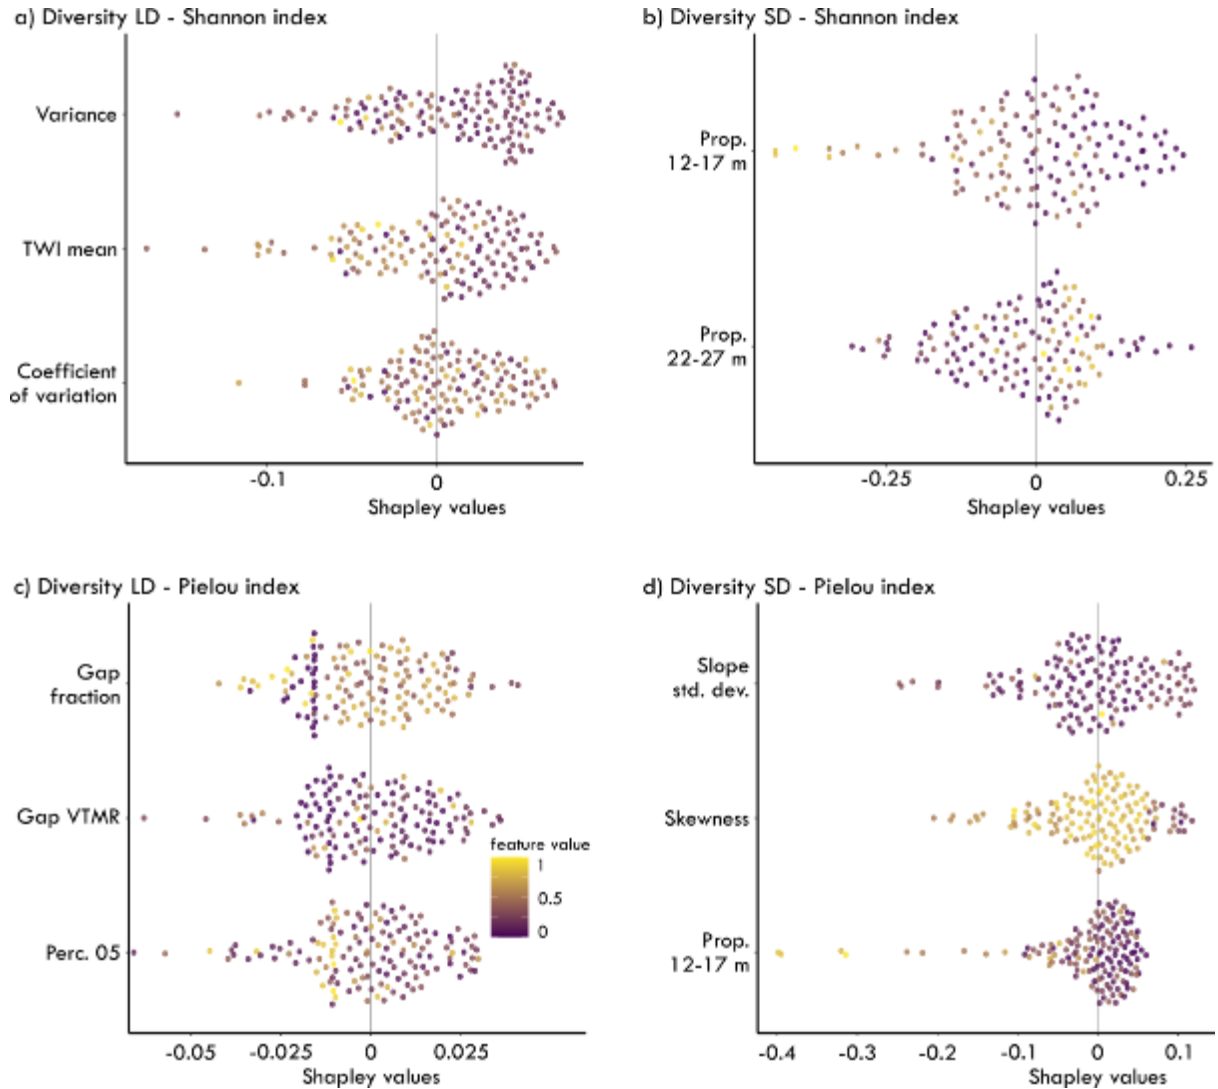 a) Diversity LD - Shannon index
Variance
TWI mean
Coefficient
of variation
-0.1
0
Shapley values
b) Diversity SD - Shannon index
Prop.
12-17 m
Prop.
22-27 m
-0.25
0
0.25
Shapley values
c) Diversity LD - Pielou index
Gap
fraction
Gap VTMR
Perc. 05
feature value
1
0.5
0
-0.05
-0.025
0
0.025
Shapley values
d) Diversity SD - Pielou index
Slope
std. dev.
Skewness
Prop.
12-17 m
-0.4
-0.3
-0.2
-0.1
0
0.1
Shapley values